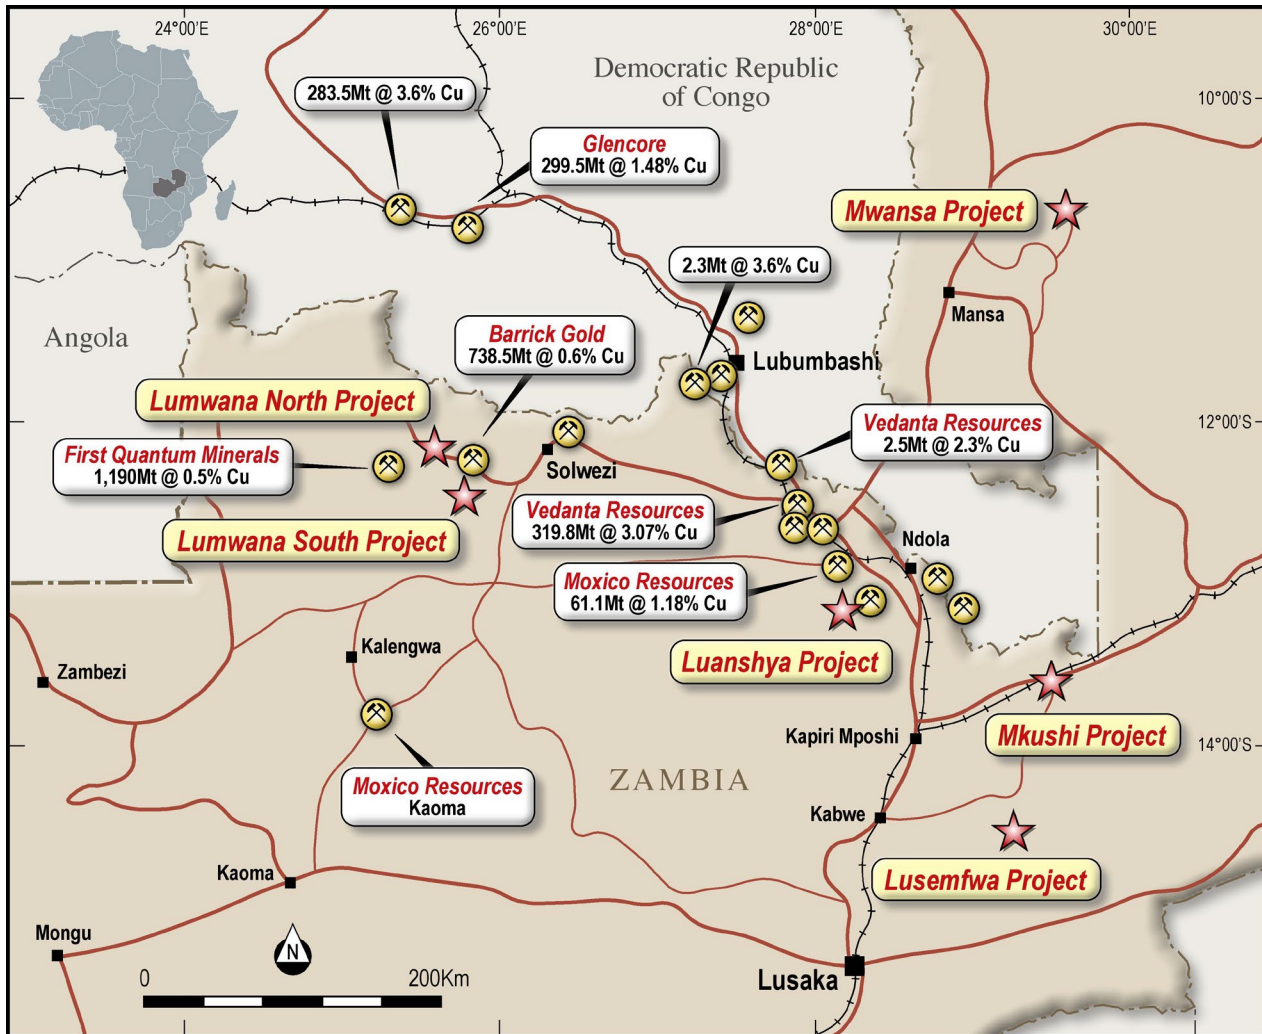 24°00'E
26°00'E
28°00'E
30°00'E
Democratic Republic
of Congo
283.5Mt @ 3.6% Cu
10°00'S
Glencore
299.5Mt @ 1.48% Cu
Mwansa Project
2.3Mt @ 3.6% Cu
Mansa
Angola
Barrick Gold
738.5Mt @ 0.6% Cu
Lubumbashi
Lumwana North Project
Vedanta Resources
2.5Mt @ 2.3% Cu
12°00'S
First Quantum Minerals
1,190Mt @ 0.5% Cu
Solwezi
Vedanta Resources
319.8Mt @ 3.07% Cu
Lumwana South Project
Ndola
Moxico Resources
61.1Mt @ 1.18% Cu
Kalengwa
Luanshya Project
Zambezi
Kapiri Mposhi
Mkushi Project
14°00'S
Moxico Resources
Kaoma
ZAMBIA
Kabwe
Kaoma
Lusemfwa Project
Mongu
N
0
200Km
Lusaka